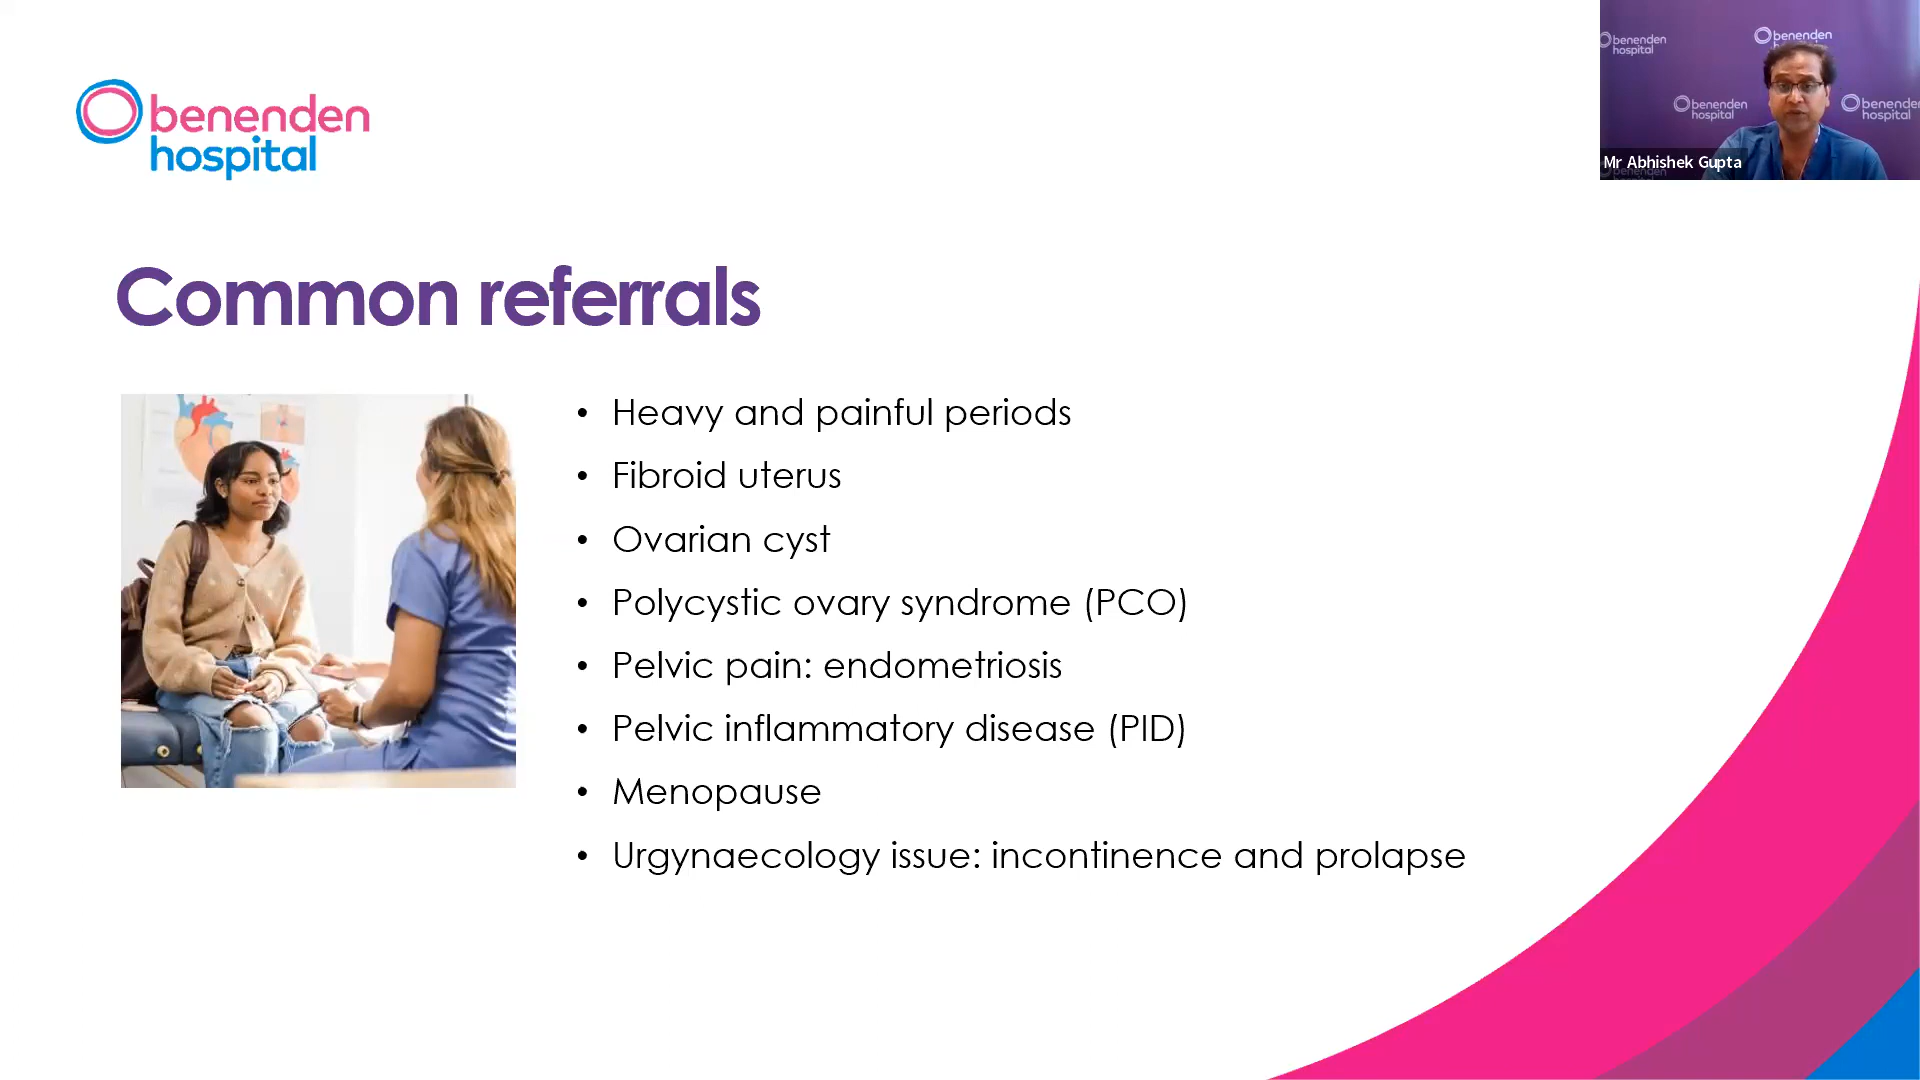 benenden
hospital
benenden
hospital
benenden
benenden
hospital
benenden
hospital
Mr Abhishek Gupta
Common referrals
• Heavy and painful periods
• Fibroid uterus
• Ovarian cyst
• Polycystic ovary syndrome (PCO)
• Pelvic pain: endometriosis
• Pelvic inflammatory disease (PID)
• Menopause
• Urgynaecology issue: incontinence and prolapse